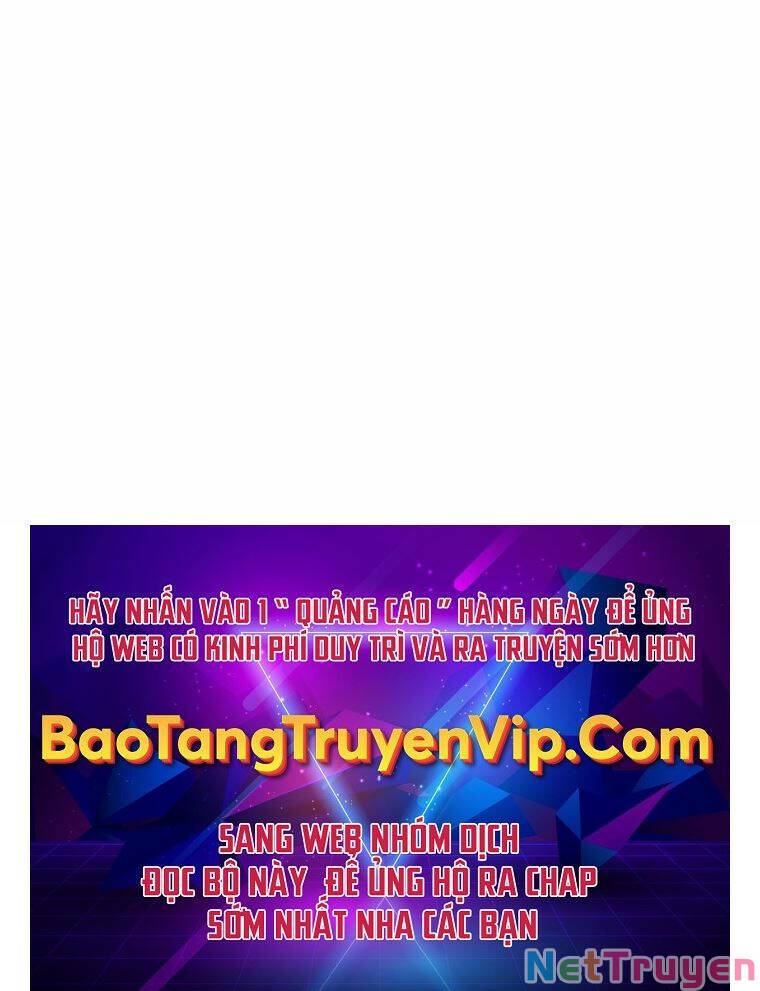 HÃY NHẤN VÀO 1 “ QUẢNG CÁO ” HÀNG NGÀY ĐỂ ỦNG
HỘ WEB CÓ KINH PHÍ DUY TRÌ VÀ RA TRUYỆN SỚM HƠN
BaoTangTruyenVip.Com
SANG WEB NHÓM DỊCH
ĐỌC BỘ NÀY ,ĐỂ ỦNG HỘ RA CHAP
SỚM NHẤT NHA CÁC BẠN
NetTruyen